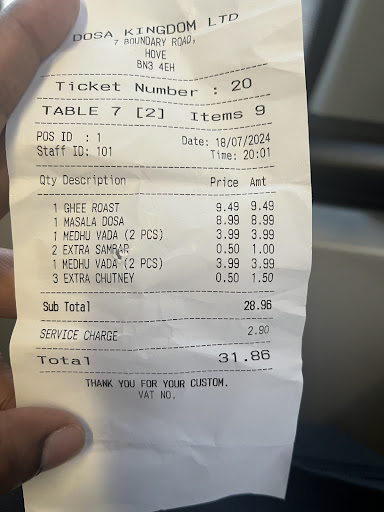 DOSA KINGDOM LTD
7 BOUNDARY ROAD,
HOVE
BN3 4EH
Ticket Number : 20
TABLE 7 [2] Items 9
POS ID : 1 Date: 18/07/2024
Staff ID: 101 Time: 20:01
Qty Description Price Amt
1 GHEE ROAST 9.49 9.49
1 MASALA DOSA 8.99 8.99
1 MEDHU VADA (2 PCS) 3.99 3.99
2 EXTRA SAMBAR 0.50 1.00
1 MEDHU VADA (2 PCS) 3.99 3.99
3 EXTRA CHUTNEY 0.50 1.50
Sub Total 28.96
SERVICE CHARGE 2.90
Total 31.86
THANK YOU FOR YOUR CUSTOM.
VAT NO.